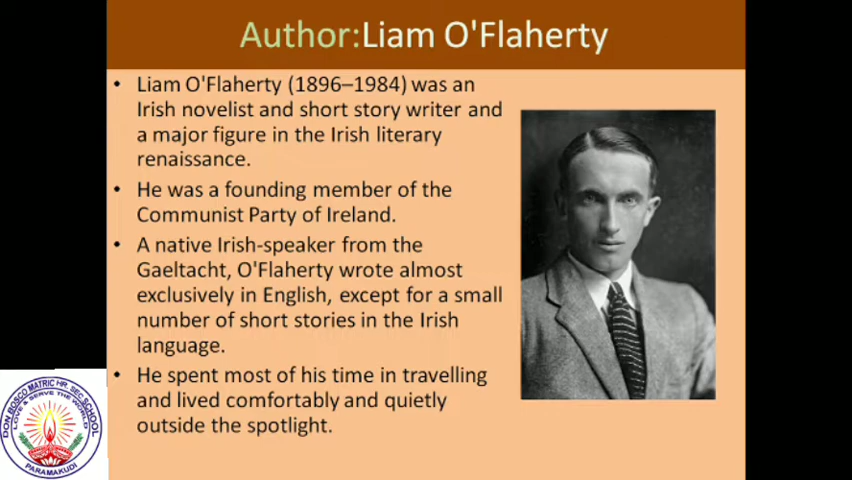 Author:Liam O'Flaherty
• Liam O'Flaherty (1896–1984) was an
Irish novelist and short story writer and
a major figure in the Irish literary
renaissance.
• He was a founding member of the
Communist Party of Ireland.
• A native Irish-speaker from the
Gaeltacht, O'Flaherty wrote almost
exclusively in English, except for a small
number of short stories in the Irish
language.
• He spent most of his time in travelling
and lived comfortably and quietly
outside the spotlight.
DON BOSCO MATRIC HR. SEC SCHOOL
LOVE & SERVE THE WORLD
PARAMAKUDI